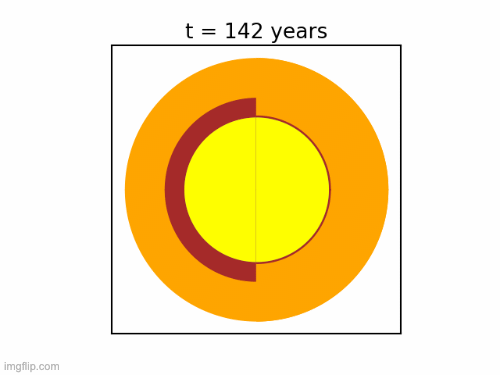 t = 142 years
imgflip.com